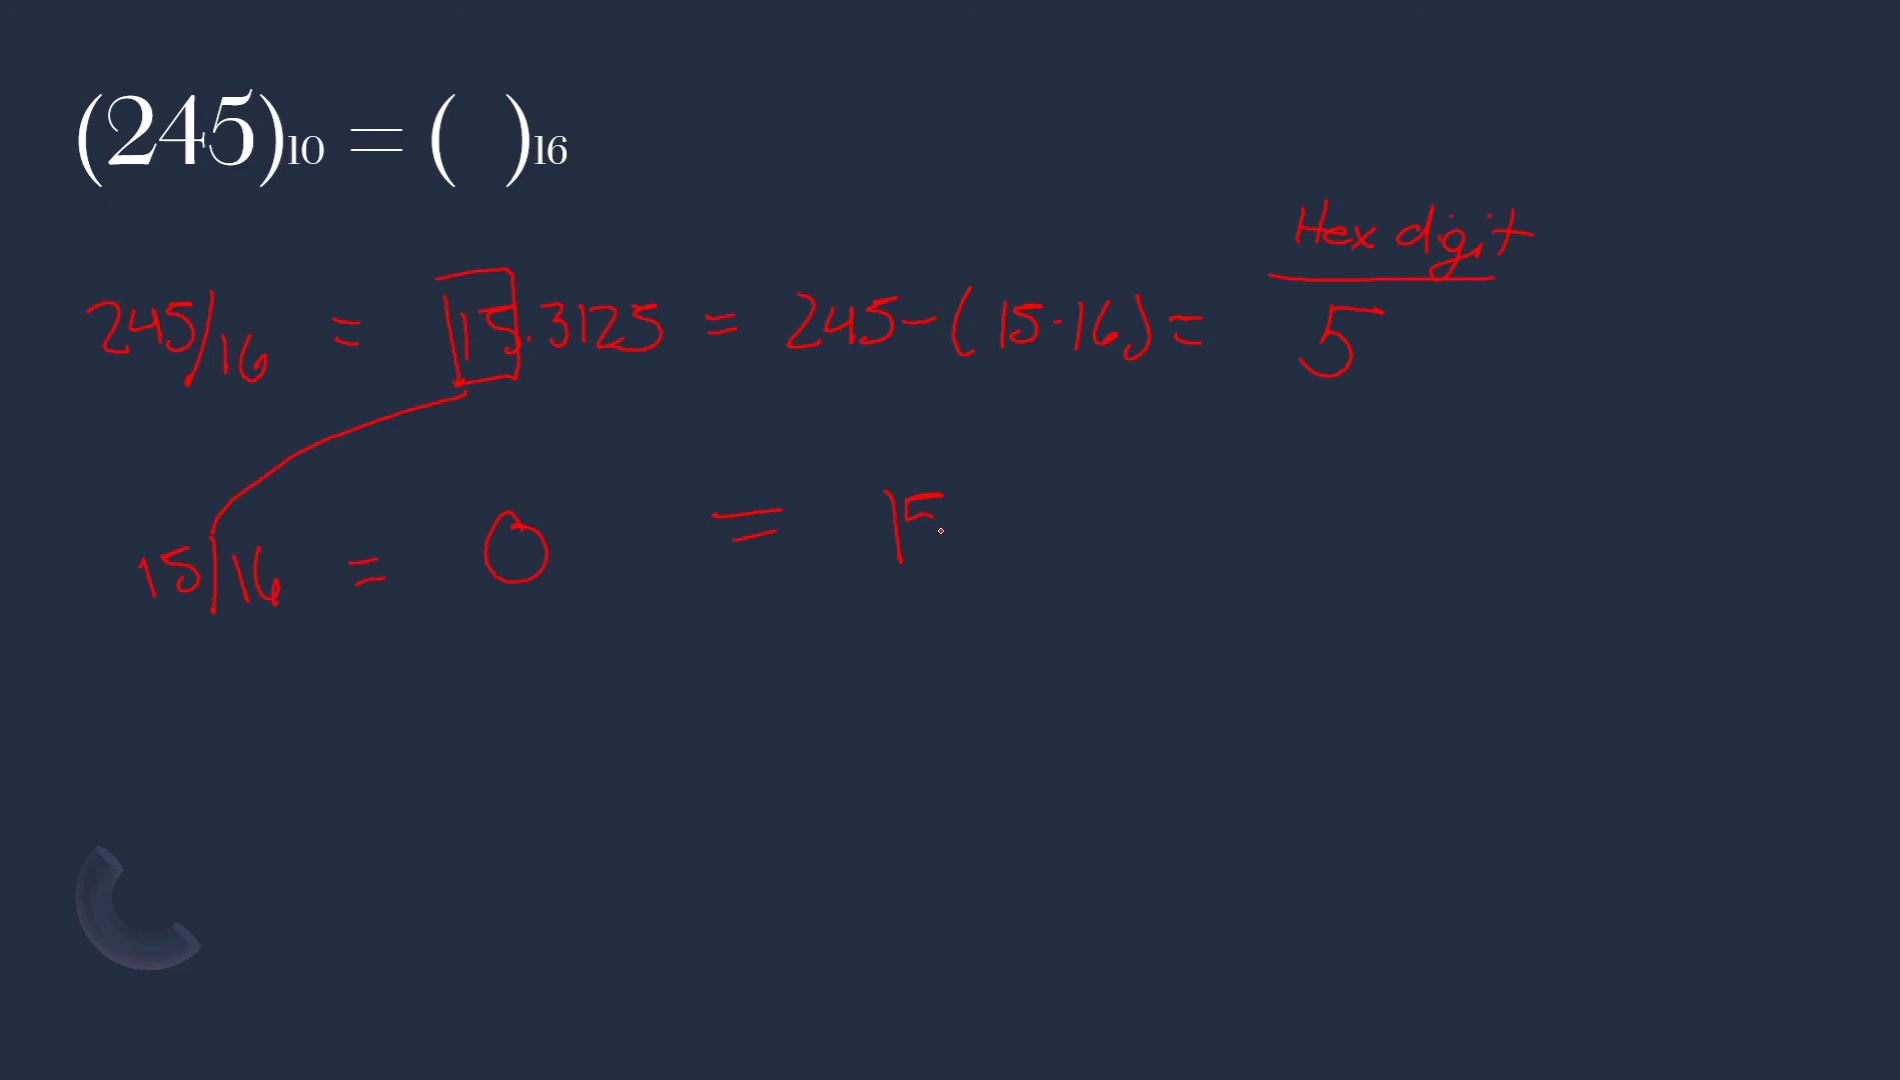 (245)10 = ( )16
Hex digit
245/16 = 15.3125 = 245-(15·16) = 5
15/16 = 0 = 15